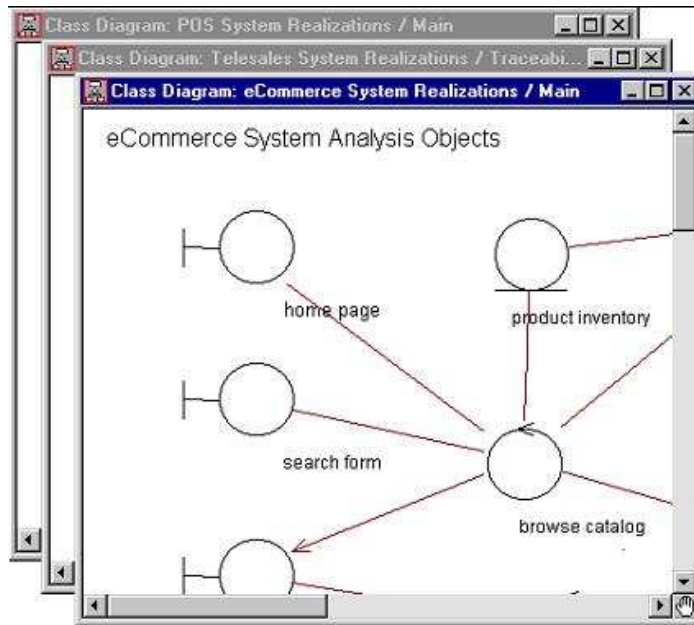 Class Diagram: POS System Realizations / Main
Class Diagram: Telesales System Realizations / Traceabi...
Class Diagram: eCommerce System Realizations / Main
eCommerce System Analysis Objects
home page
product inventory
search form
browse catalog